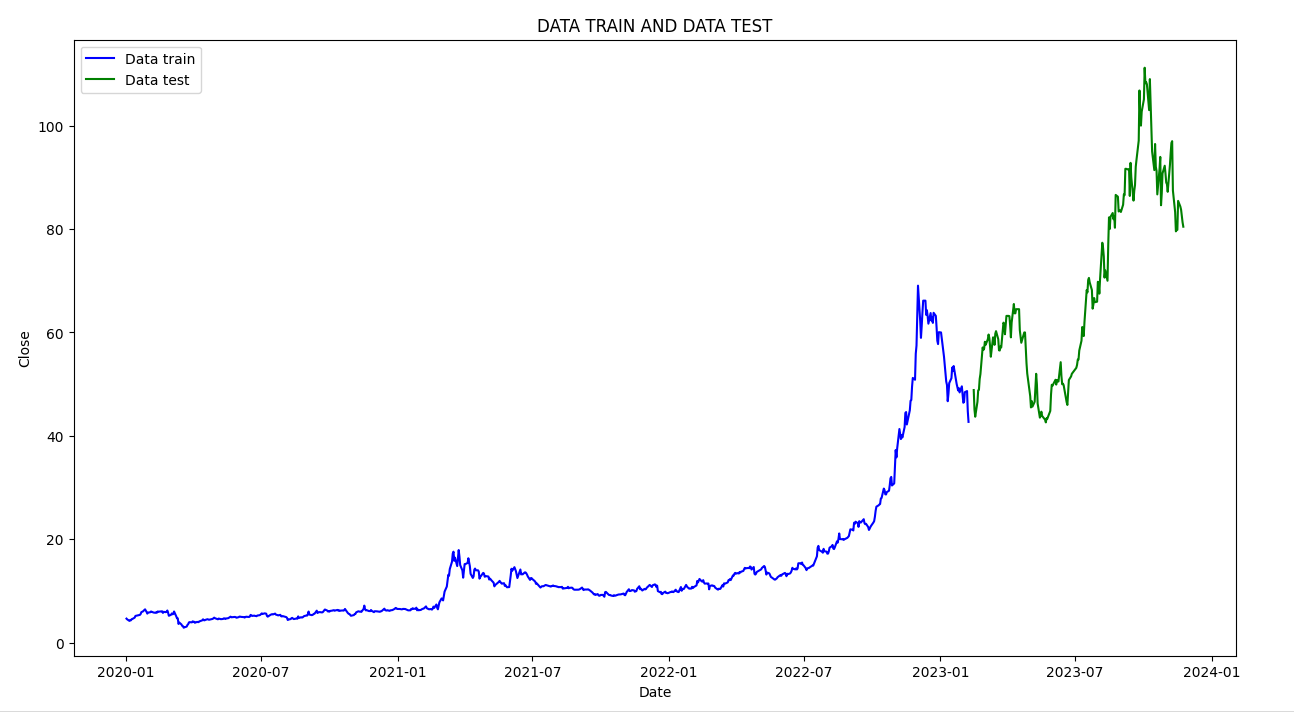 DATA TRAIN AND DATA TEST
Data train
Data test
100
80
60
40
20
0
Close
2020-01 2020-07 2021-01 2021-07 2022-01 2022-07 2023-01 2023-07 2024-01
Date